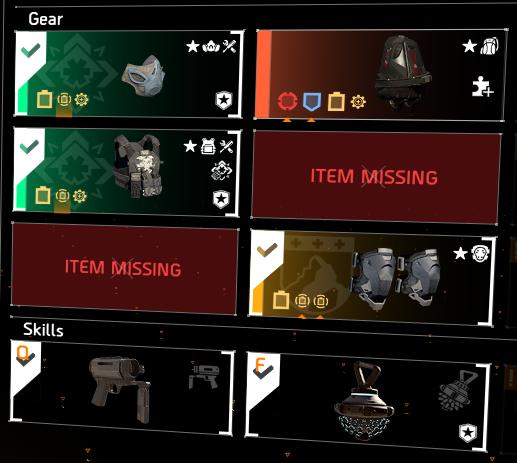 Gear
ITEM MISSING
ITEM MISSING
Skills
Q
F